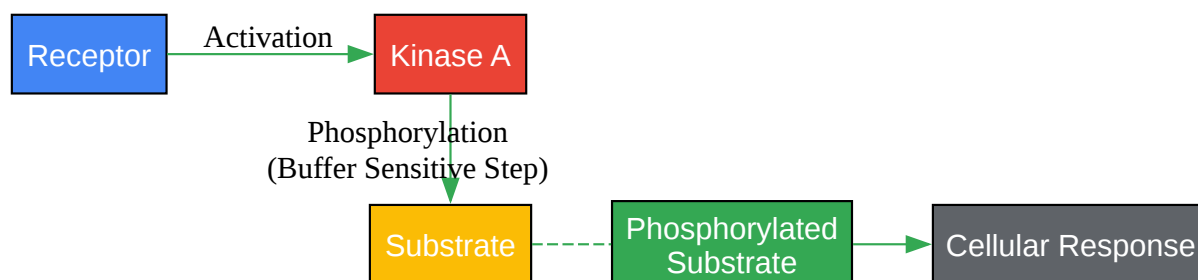 Receptor
Activation
Kinase A
Phosphorylation
(Buffer Sensitive Step)
Substrate
Phosphorylated
Substrate
Cellular Response